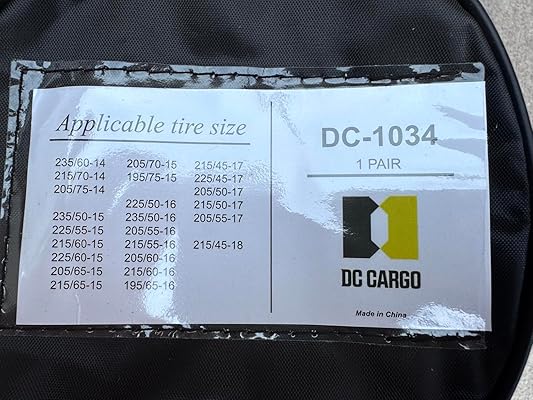 Applicable tire size
235/60-14 205/70-15 215/45-17
215/70-14 195/75-15 225/45-17
205/75-14 205/50-17
225/50-16 215/50-17
235/50-15 235/50-16 205/55-17
225/55-15 205/55-16
215/60-15 215/55-16 215/45-18
225/60-15 205/60-16
205/65-15 215/60-16
215/65-15 195/65-16
DC-1034
1 PAIR
DC CARGO
Made in China